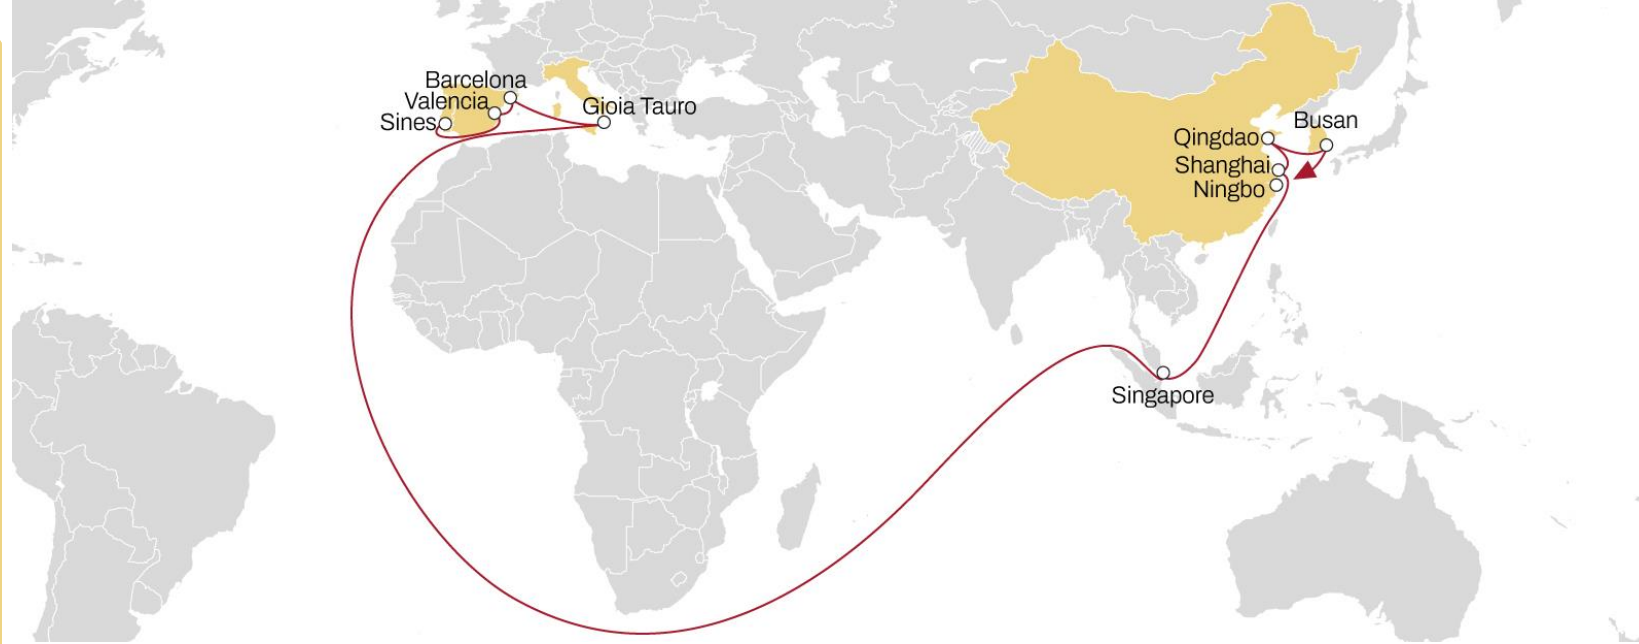 Barcelona
Valencia
Sines
Gioia Tauro
Busan
Qingdao
Shanghai
Ningbo
Singapore